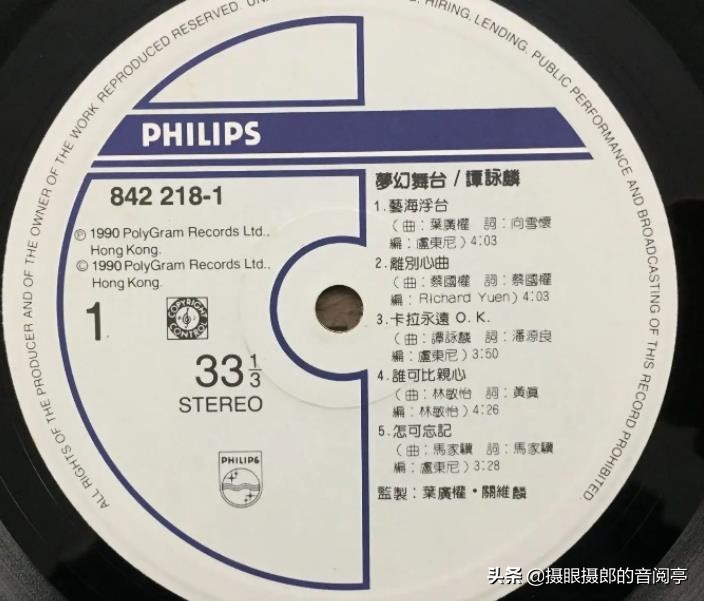 ALL RIGHTS OF THE PRODUCER AND OF THE OWNER OF THE WORK REPRODUCED RESERVED. HIRING, LENDING, PUBLIC PERFORMANCE AND BROADCASTING OF THIS RECORD PROHIBITED.
PHILIPS
842 218-1
Ⓟ 1990 PolyGram Records Ltd.,
Hong Kong.
© 1990 PolyGram Records Ltd.,
Hong Kong.
1
COPYRIGHT CONTROL
33 1/3
STEREO
PHILIPS
夢幻舞台 / 譚詠麟
1.藝海浮台
(曲:葉廣權 詞:向雪懷
編:盧東尼) 4:03
2.離別心曲
(曲:蔡國權 詞:蔡國權
編:Richard Yuen) 4:03
3.卡拉永遠 O.K.
(曲:譚詠麟 詞:潘源良
編:盧東尼) 3:50
4.誰可比親心
(曲:林敏怡 詞:黃眞
編:林敏怡) 4:26
5.怎可忘記
(曲:馬家驥 詞:馬家驥
編:盧東尼) 3:28
監製:葉廣權·關維麟
头条 @摄眼摄郎的音阅亭